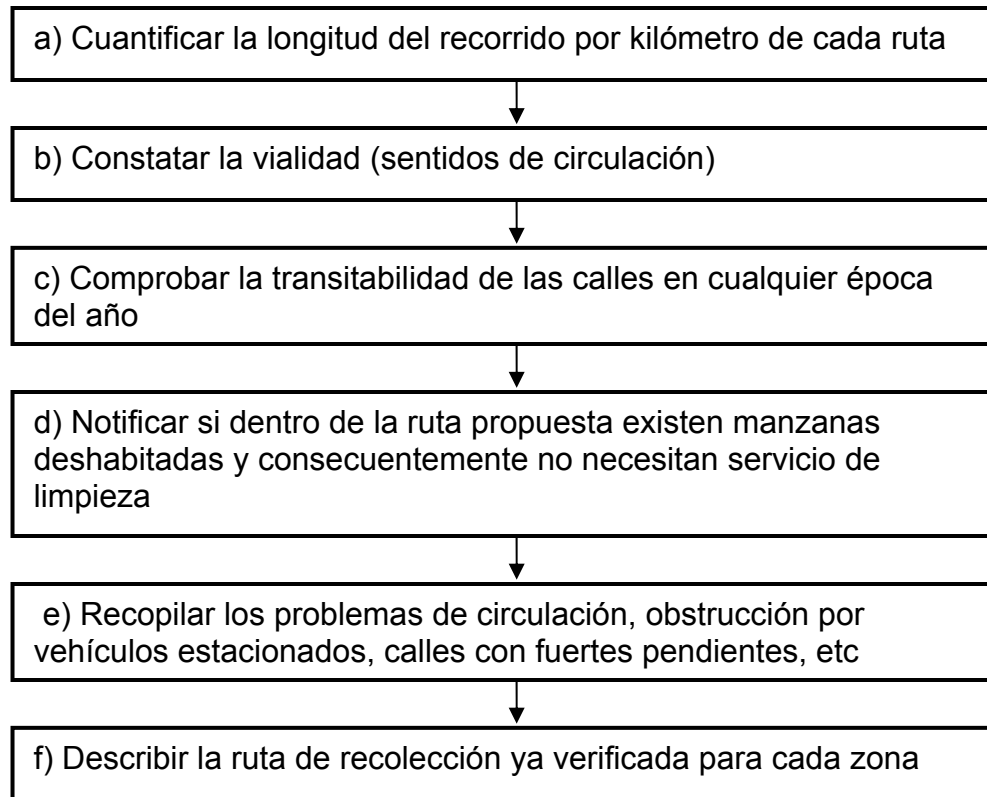 a) Cuantificar la longitud del recorrido por kilómetro de cada ruta
b) Constatar la vialidad (sentidos de circulación)
c) Comprobar la transitabilidad de las calles en cualquier época
del año
d) Notificar si dentro de la ruta propuesta existen manzanas
deshabitadas y consecuentemente no necesitan servicio de
limpieza
e) Recopilar los problemas de circulación, obstrucción por
vehículos estacionados, calles con fuertes pendientes, etc
f) Describir la ruta de recolección ya verificada para cada zona